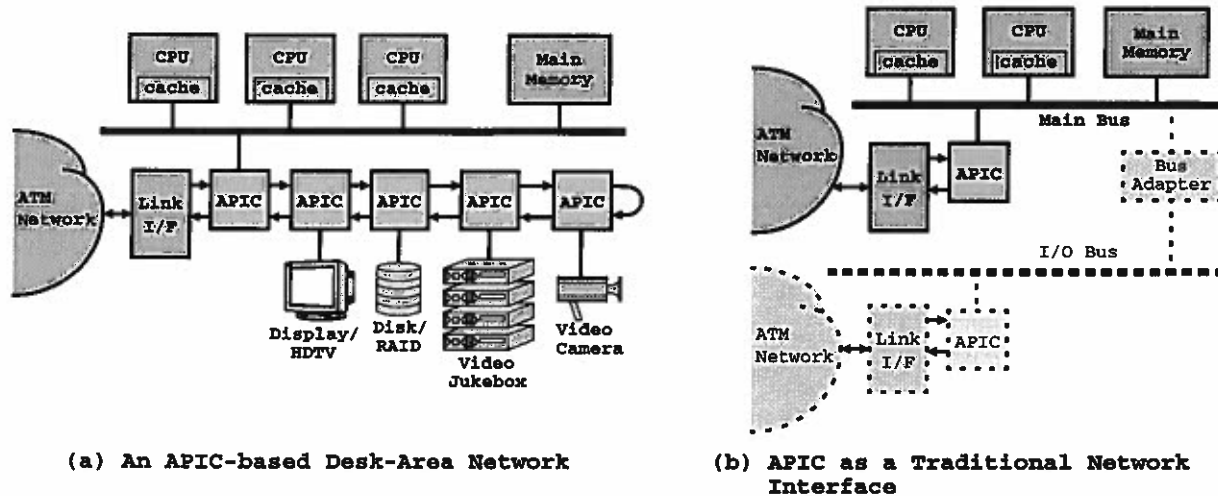 CPU
cache
CPU
cache
CPU
cache
Main
Memory
ATM
Network
Link
I/F
APIC
APIC
APIC
APIC
APIC
Display/
HDTV
Disk/
RAID
Video
Jukebox
Video
Camera
(a) An APIC-based Desk-Area Network
CPU
cache
CPU
cache
Main
Memory
Main Bus
ATM
Network
Link
I/F
APIC
Bus
Adapter
I/O Bus
ATM
Network
Link
I/F
APIC
(b) APIC as a Traditional Network
Interface